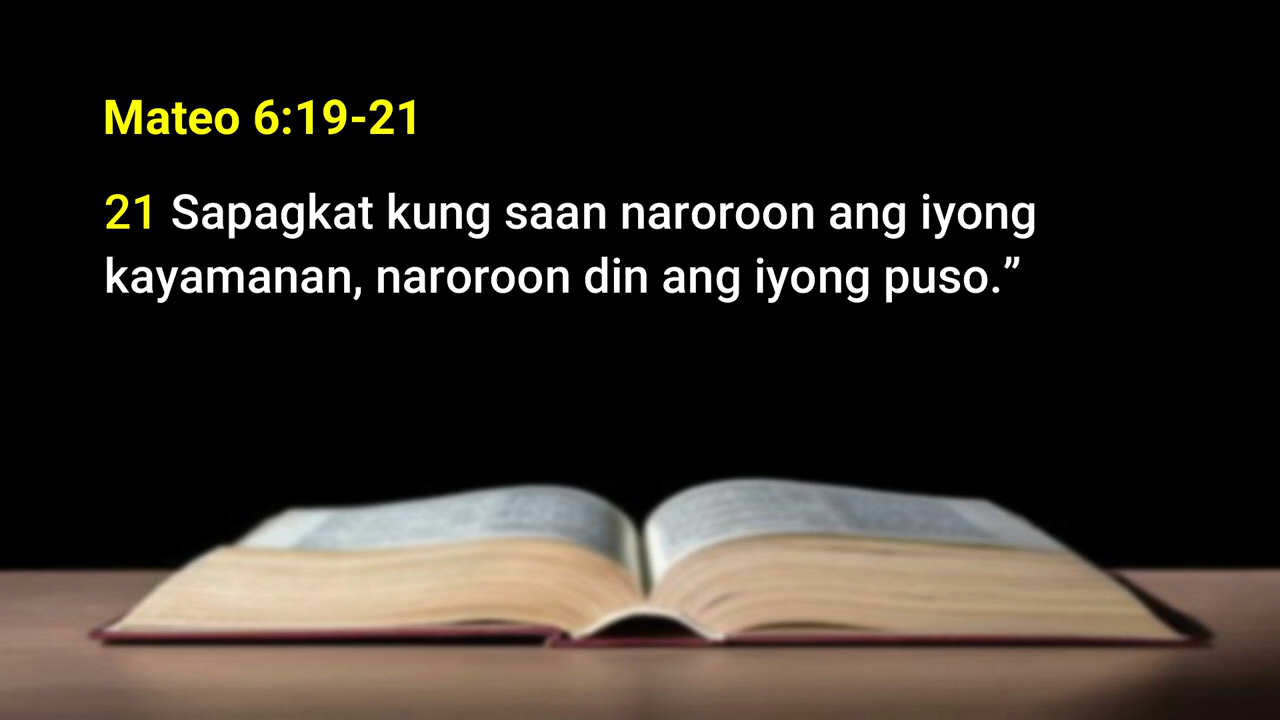 Mateo 6:19-21
21 Sapagkat kung saan naroroon ang iyong
kayamanan, naroroon din ang iyong puso.”